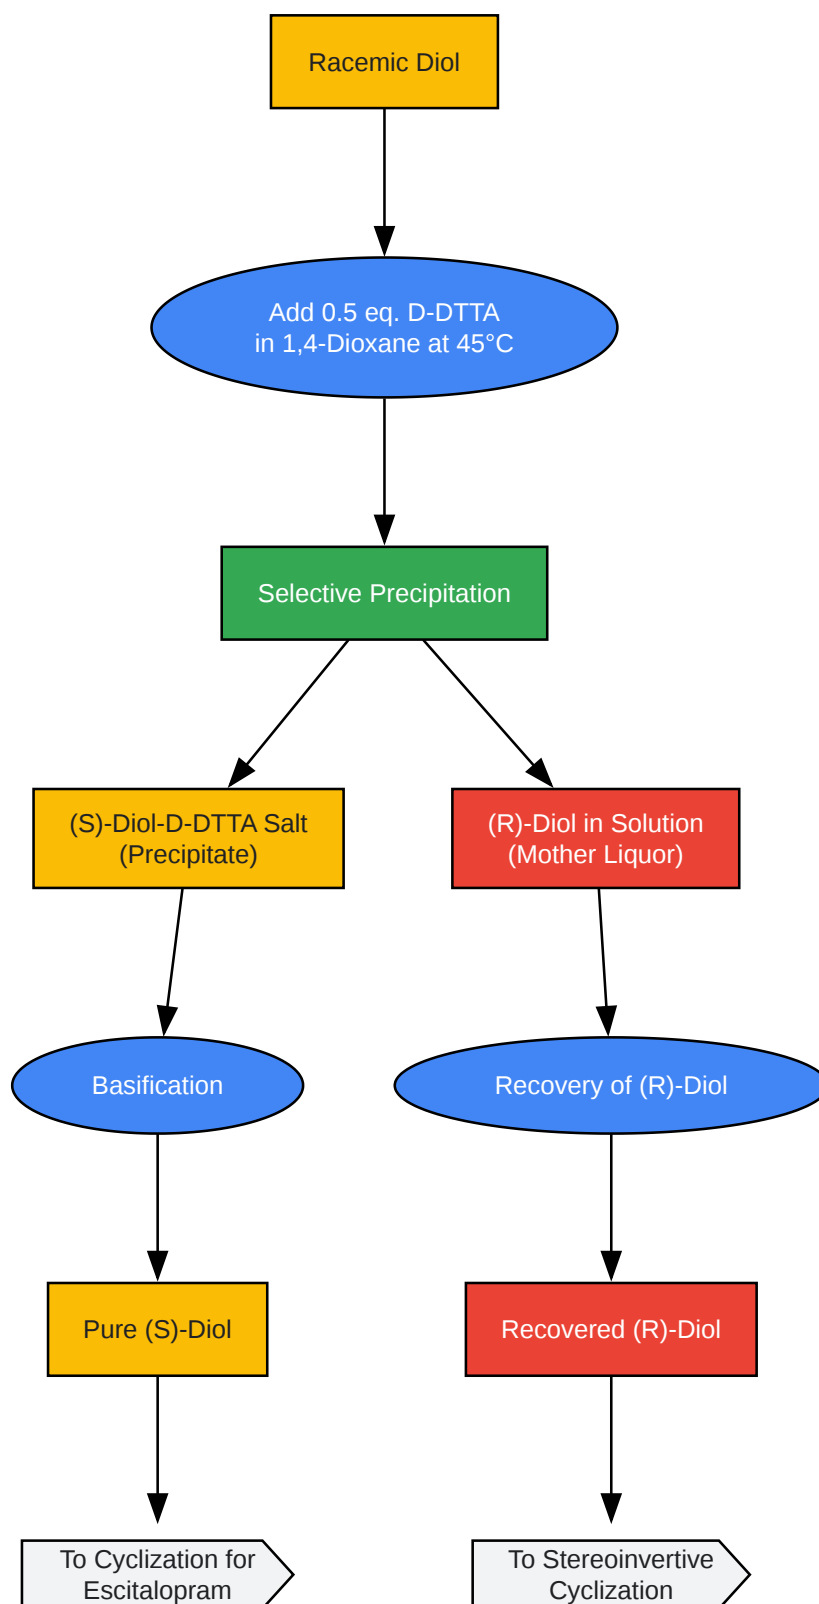 Racemic Diol
Add 0.5 eq. D-DTTA
in 1,4-Dioxane at 45°C
Selective Precipitation
(S)-Diol-D-DTTA Salt
(Precipitate)
(R)-Diol in Solution
(Mother Liquor)
Basification
Recovery of (R)-Diol
Pure (S)-Diol
Recovered (R)-Diol
To Cyclization for
Escitalopram
To Stereoinvertive
Cyclization